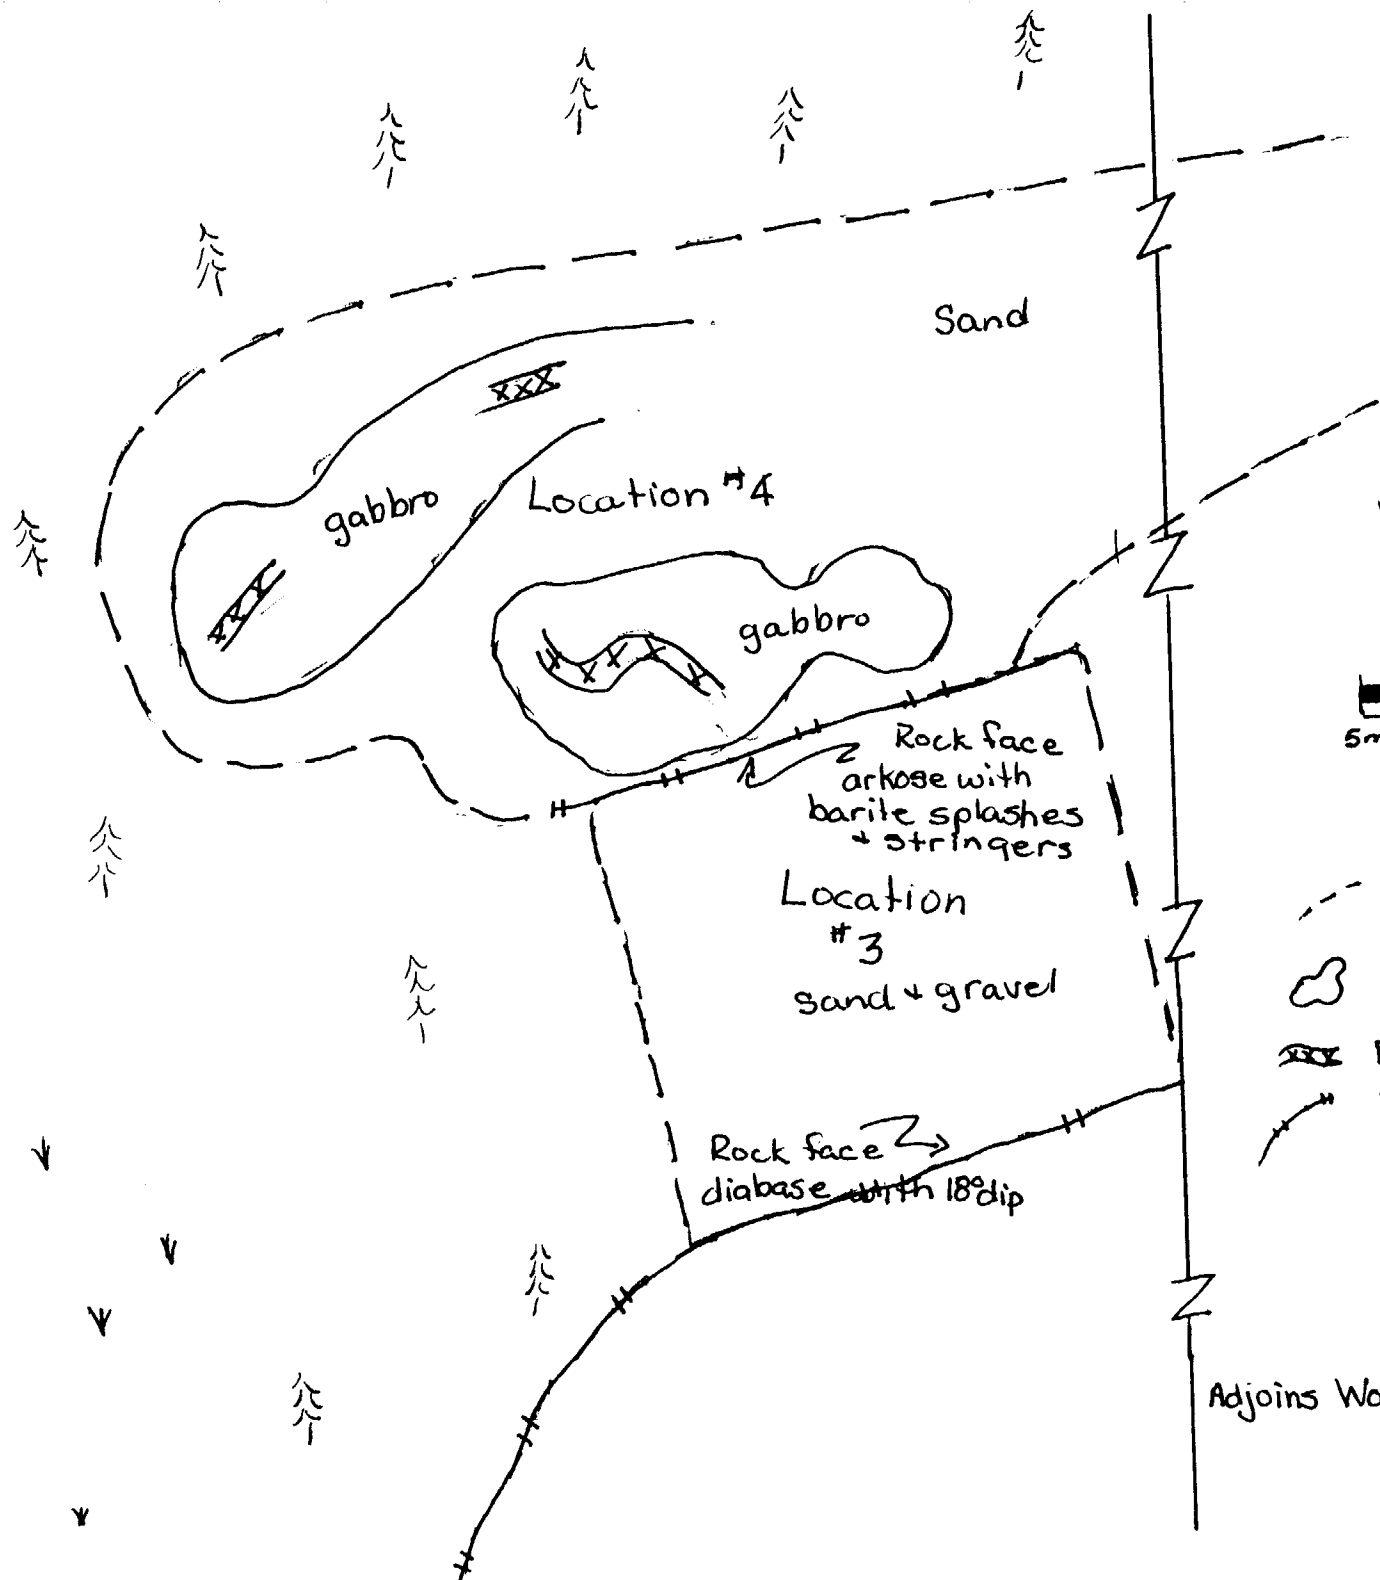 Sand
gabbro
Location #4
gabbro
Rock face
arkose with
barite splashes
+ stringers
Location
#3
sand + gravel
Rock face
diabase with 18° dip
Adjoins